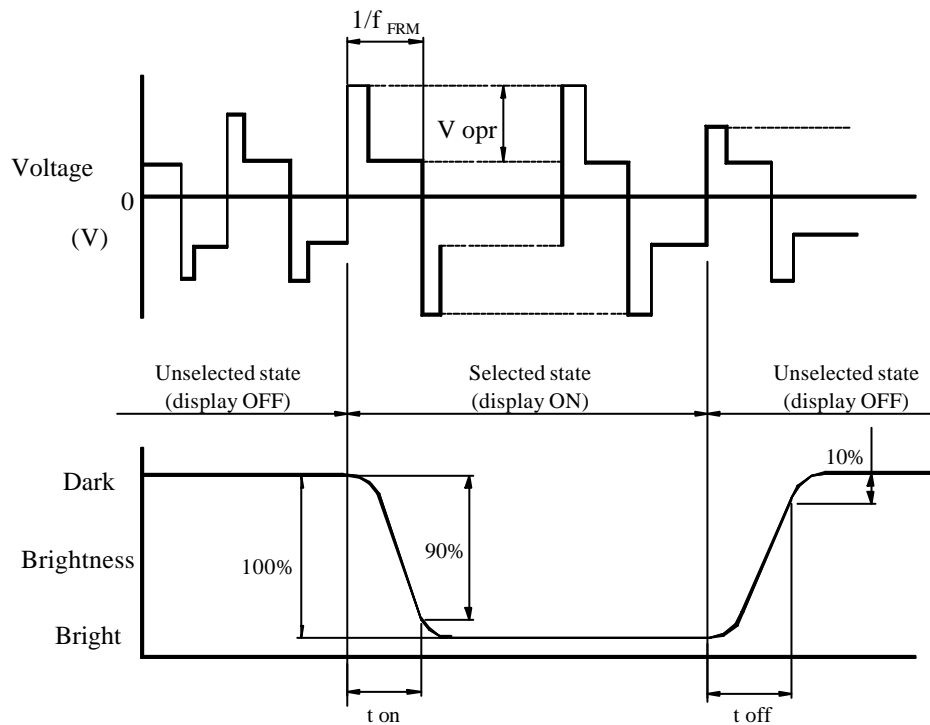 1/f FRM
V opr
Voltage
0
(V)
Unselected state
(display OFF)
Selected state
(display ON)
Unselected state
(display OFF)
10%
Dark
90%
Brightness
100%
Bright
t on
t off